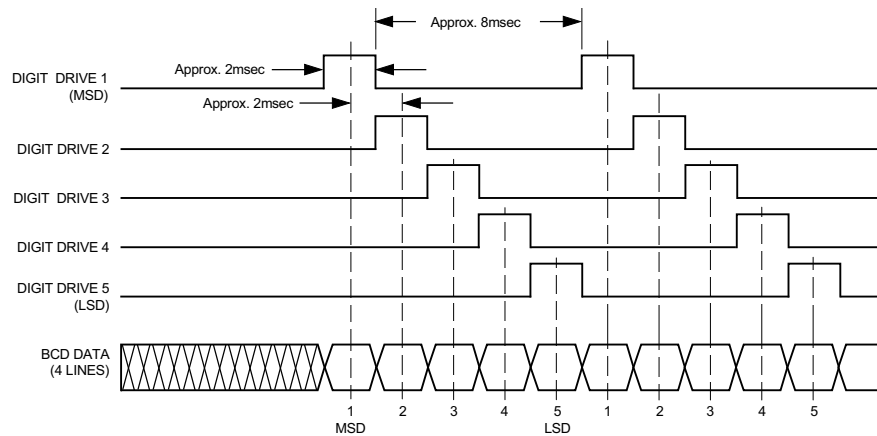 Approx. 8msec
Approx. 2msec
DIGIT DRIVE 1
(MSD)
Approx. 2msec
DIGIT DRIVE 2
DIGIT DRIVE 3
DIGIT DRIVE 4
DIGIT DRIVE 5
(LSD)
BCD DATA
(4 LINES)
1 2 3 4 5 1 2 3 4 5
MSD LSD